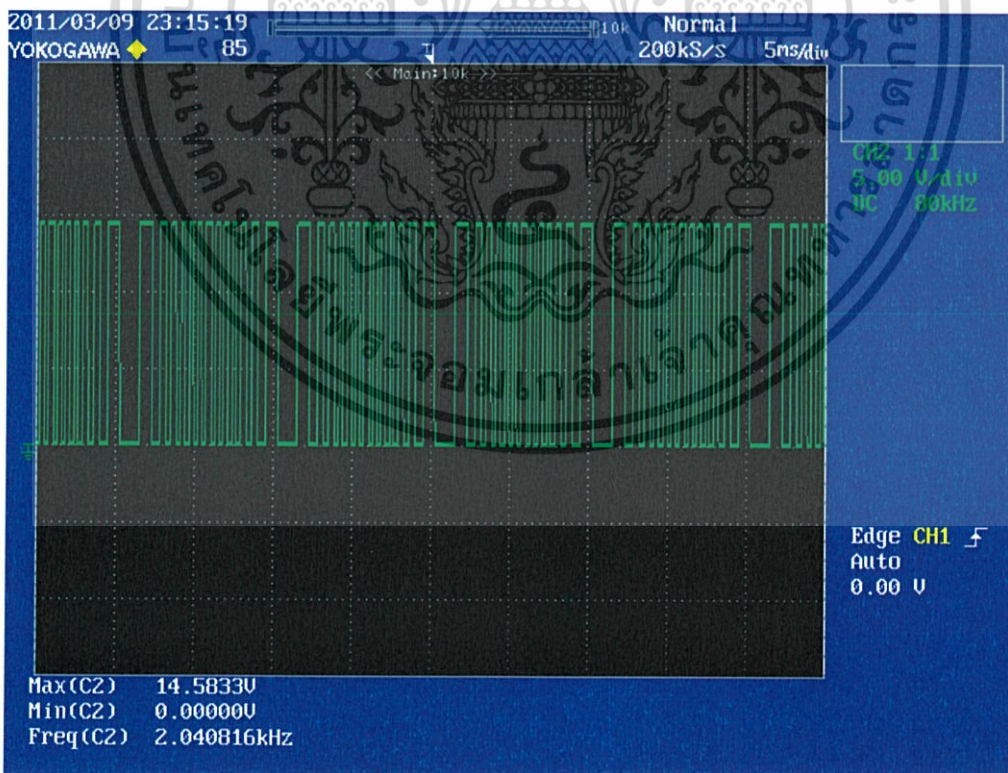 2011/03/09 23:15:19
10k
Normal
YOKOGAWA
85
200kS/s
5ms/div
<< Main:10k >>
CH2 1:1
5.00 V/div
DC 80kHz
Edge CH1
Auto
0.00 V
Max(C2) 14.5833V
Min(C2) 0.00000V
Freq(C2) 2.040816kHz